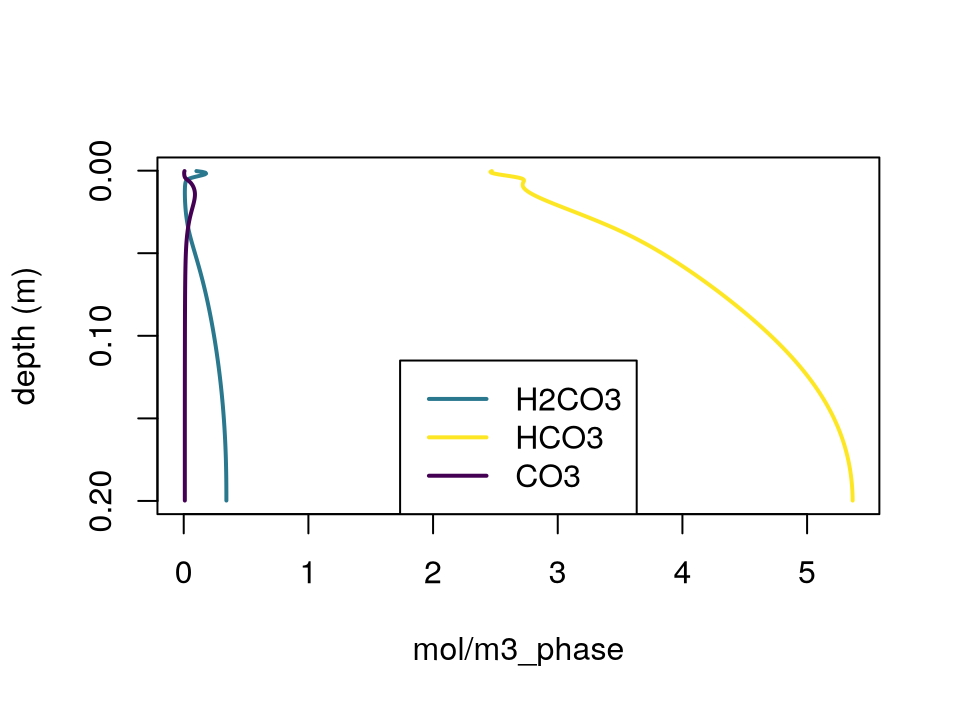 depth (m)
0.00
0.10
0.20
H2CO3
HCO3
CO3
0 1 2 3 4 5
mol/m3_phase